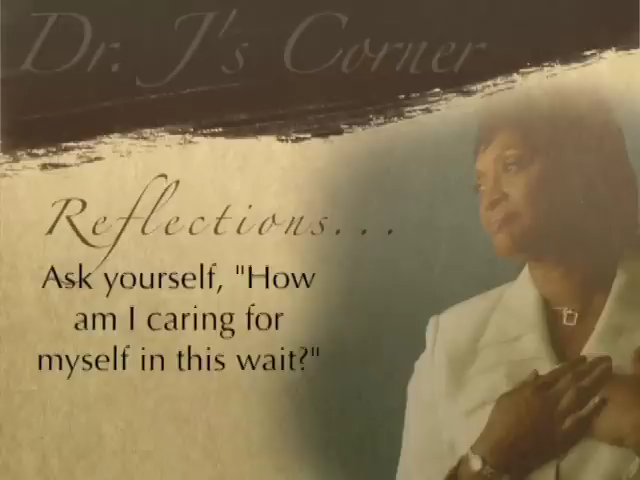 Dr. J's Corner
Reflections...
Ask yourself, "How
am I caring for
myself in this wait?"